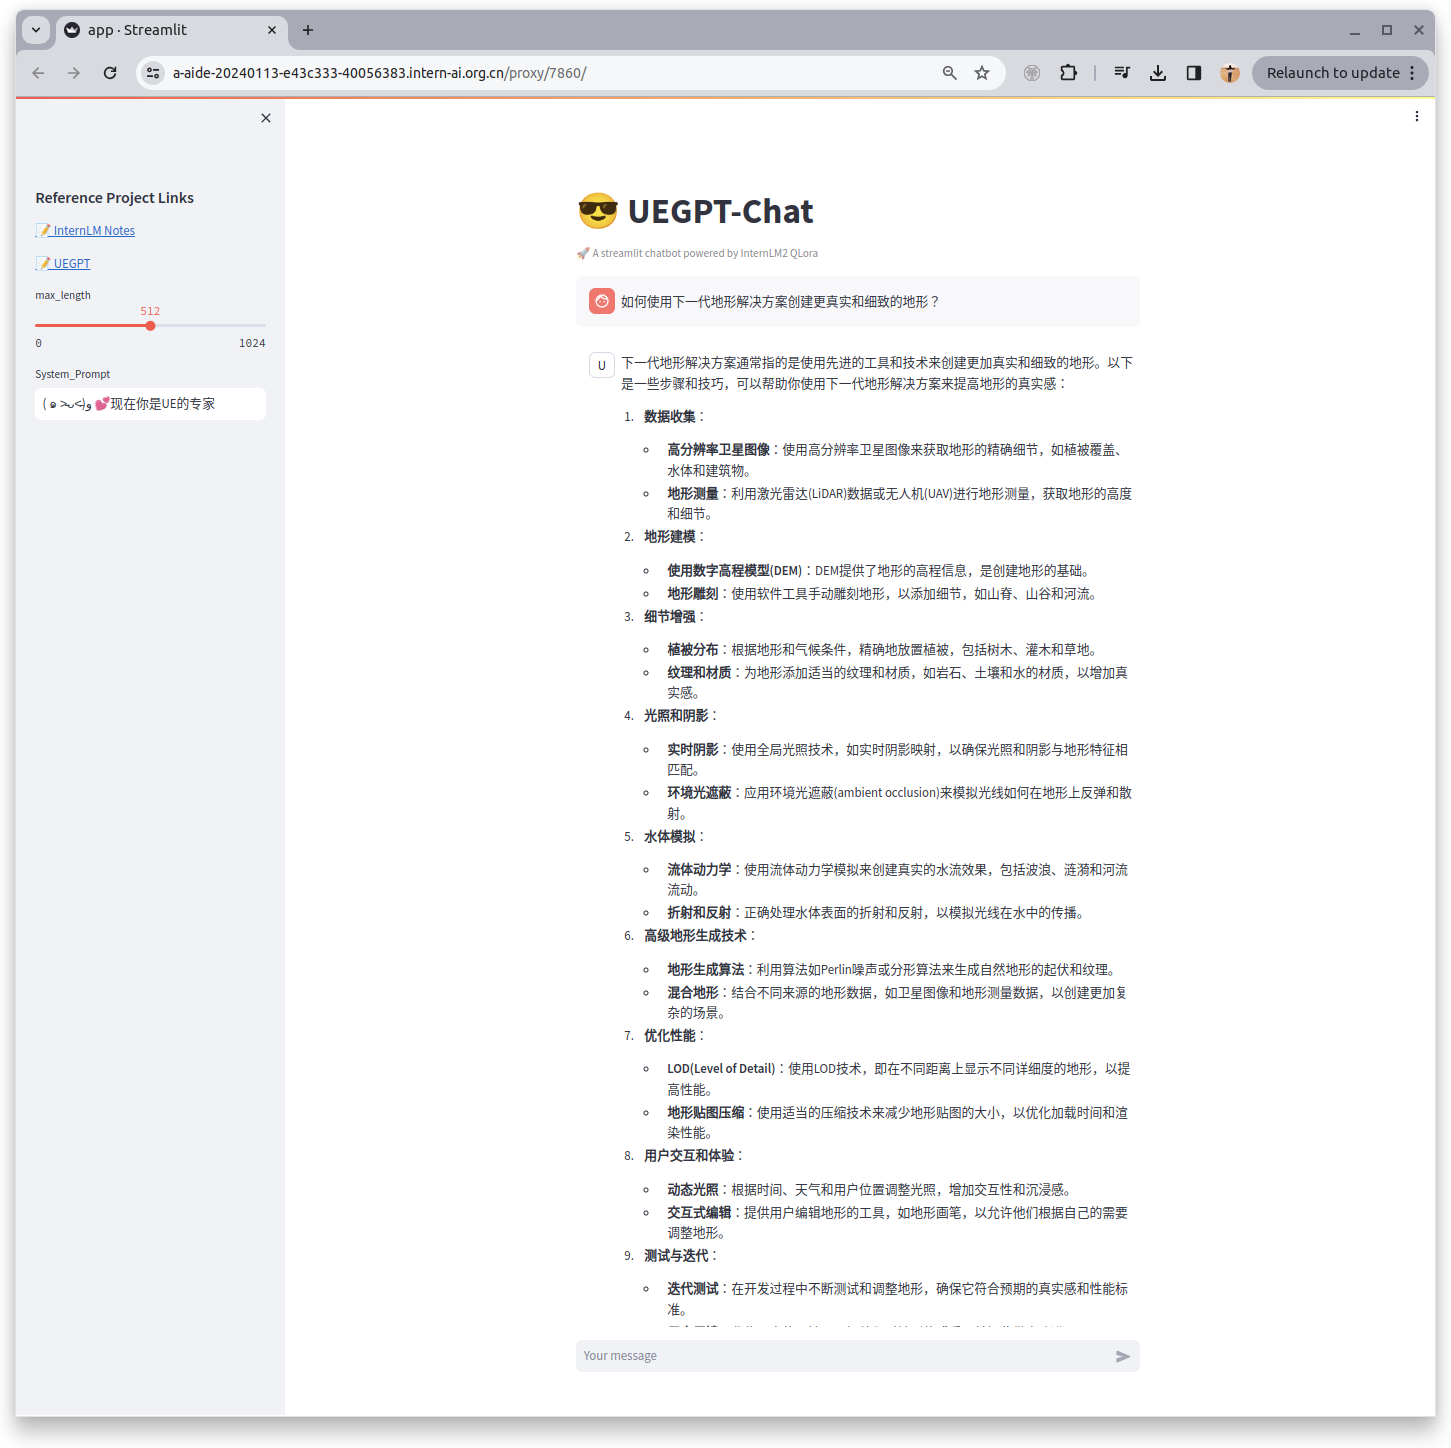 app · Streamlit
a-aide-20240113-e43c333-40056383.intern-ai.org.cn/proxy/7860/
Relaunch to update
Reference Project Links
📝 InternLM Notes
📝 UEGPT
max_length
512
0 1024
System_Prompt
💕现在你是UE的专家
😎 UEGPT-Chat
🚀 A streamlit chatbot powered by InternLM2 QLora
如何使用下一代地形解决方案创建更真实和细致的地形？
U
下一代地形解决方案通常指的是使用先进的工具和技术来创建更加真实和细致的地形。以下
是一些步骤和技巧，可以帮助你使用下一代地形解决方案来提高地形的真实感：
1. 数据收集：
高分辨率卫星图像：使用高分辨率卫星图像来获取地形的精确细节，如植被覆盖、
水体和建筑物。
地形测量：利用激光雷达(LiDAR)数据或无人机(UAV)进行地形测量，获取地形的高度
和细节。
2. 地形建模：
使用数字高程模型(DEM)：DEM提供了地形的高程信息，是创建地形的基础。
地形雕刻：使用软件工具手动雕刻地形，以添加细节，如山脊、山谷和河流。
3. 细节增强：
植被分布：根据地形和气候条件，精确地放置植被，包括树木、灌木和草地。
纹理和材质：为地形添加适当的纹理和材质，如岩石、土壤和水的材质，以增加真
实感。
4. 光照和阴影：
实时阴影：使用全局光照技术，如实时阴影映射，以确保光照和阴影与地形特征相
匹配。
环境光遮蔽：应用环境光遮蔽(ambient occlusion)来模拟光线如何在地形上反弹和散
射。
5. 水体模拟：
流体动力学：使用流体动力学模拟来创建真实的水流效果，包括波浪、涟漪和河流
流动。
折射和反射：正确处理水体表面的折射和反射，以模拟光线在水中的传播。
6. 高级地形生成技术：
地形生成算法：利用算法如Perlin噪声或分形算法来生成自然地形的起伏和纹理。
混合地形：结合不同来源的地形数据，如卫星图像和地形测量数据，以创建更加复
杂的场景。
7. 优化性能：
LOD(Level of Detail)：使用LOD技术，即在不同距离上显示不同详细度的地形，以提
高性能。
地形贴图压缩：使用适当的压缩技术来减少地形贴图的大小，以优化加载时间和渲
染性能。
8. 用户交互和体验：
动态光照：根据时间、天气和用户位置调整光照，增加交互性和沉浸感。
交互式编辑：提供用户编辑地形的工具，如地形画笔，以允许他们根据自己的需要
调整地形。
9. 测试与迭代：
迭代测试：在开发过程中不断测试和调整地形，确保它符合预期的真实感和性能标
准。
Your message